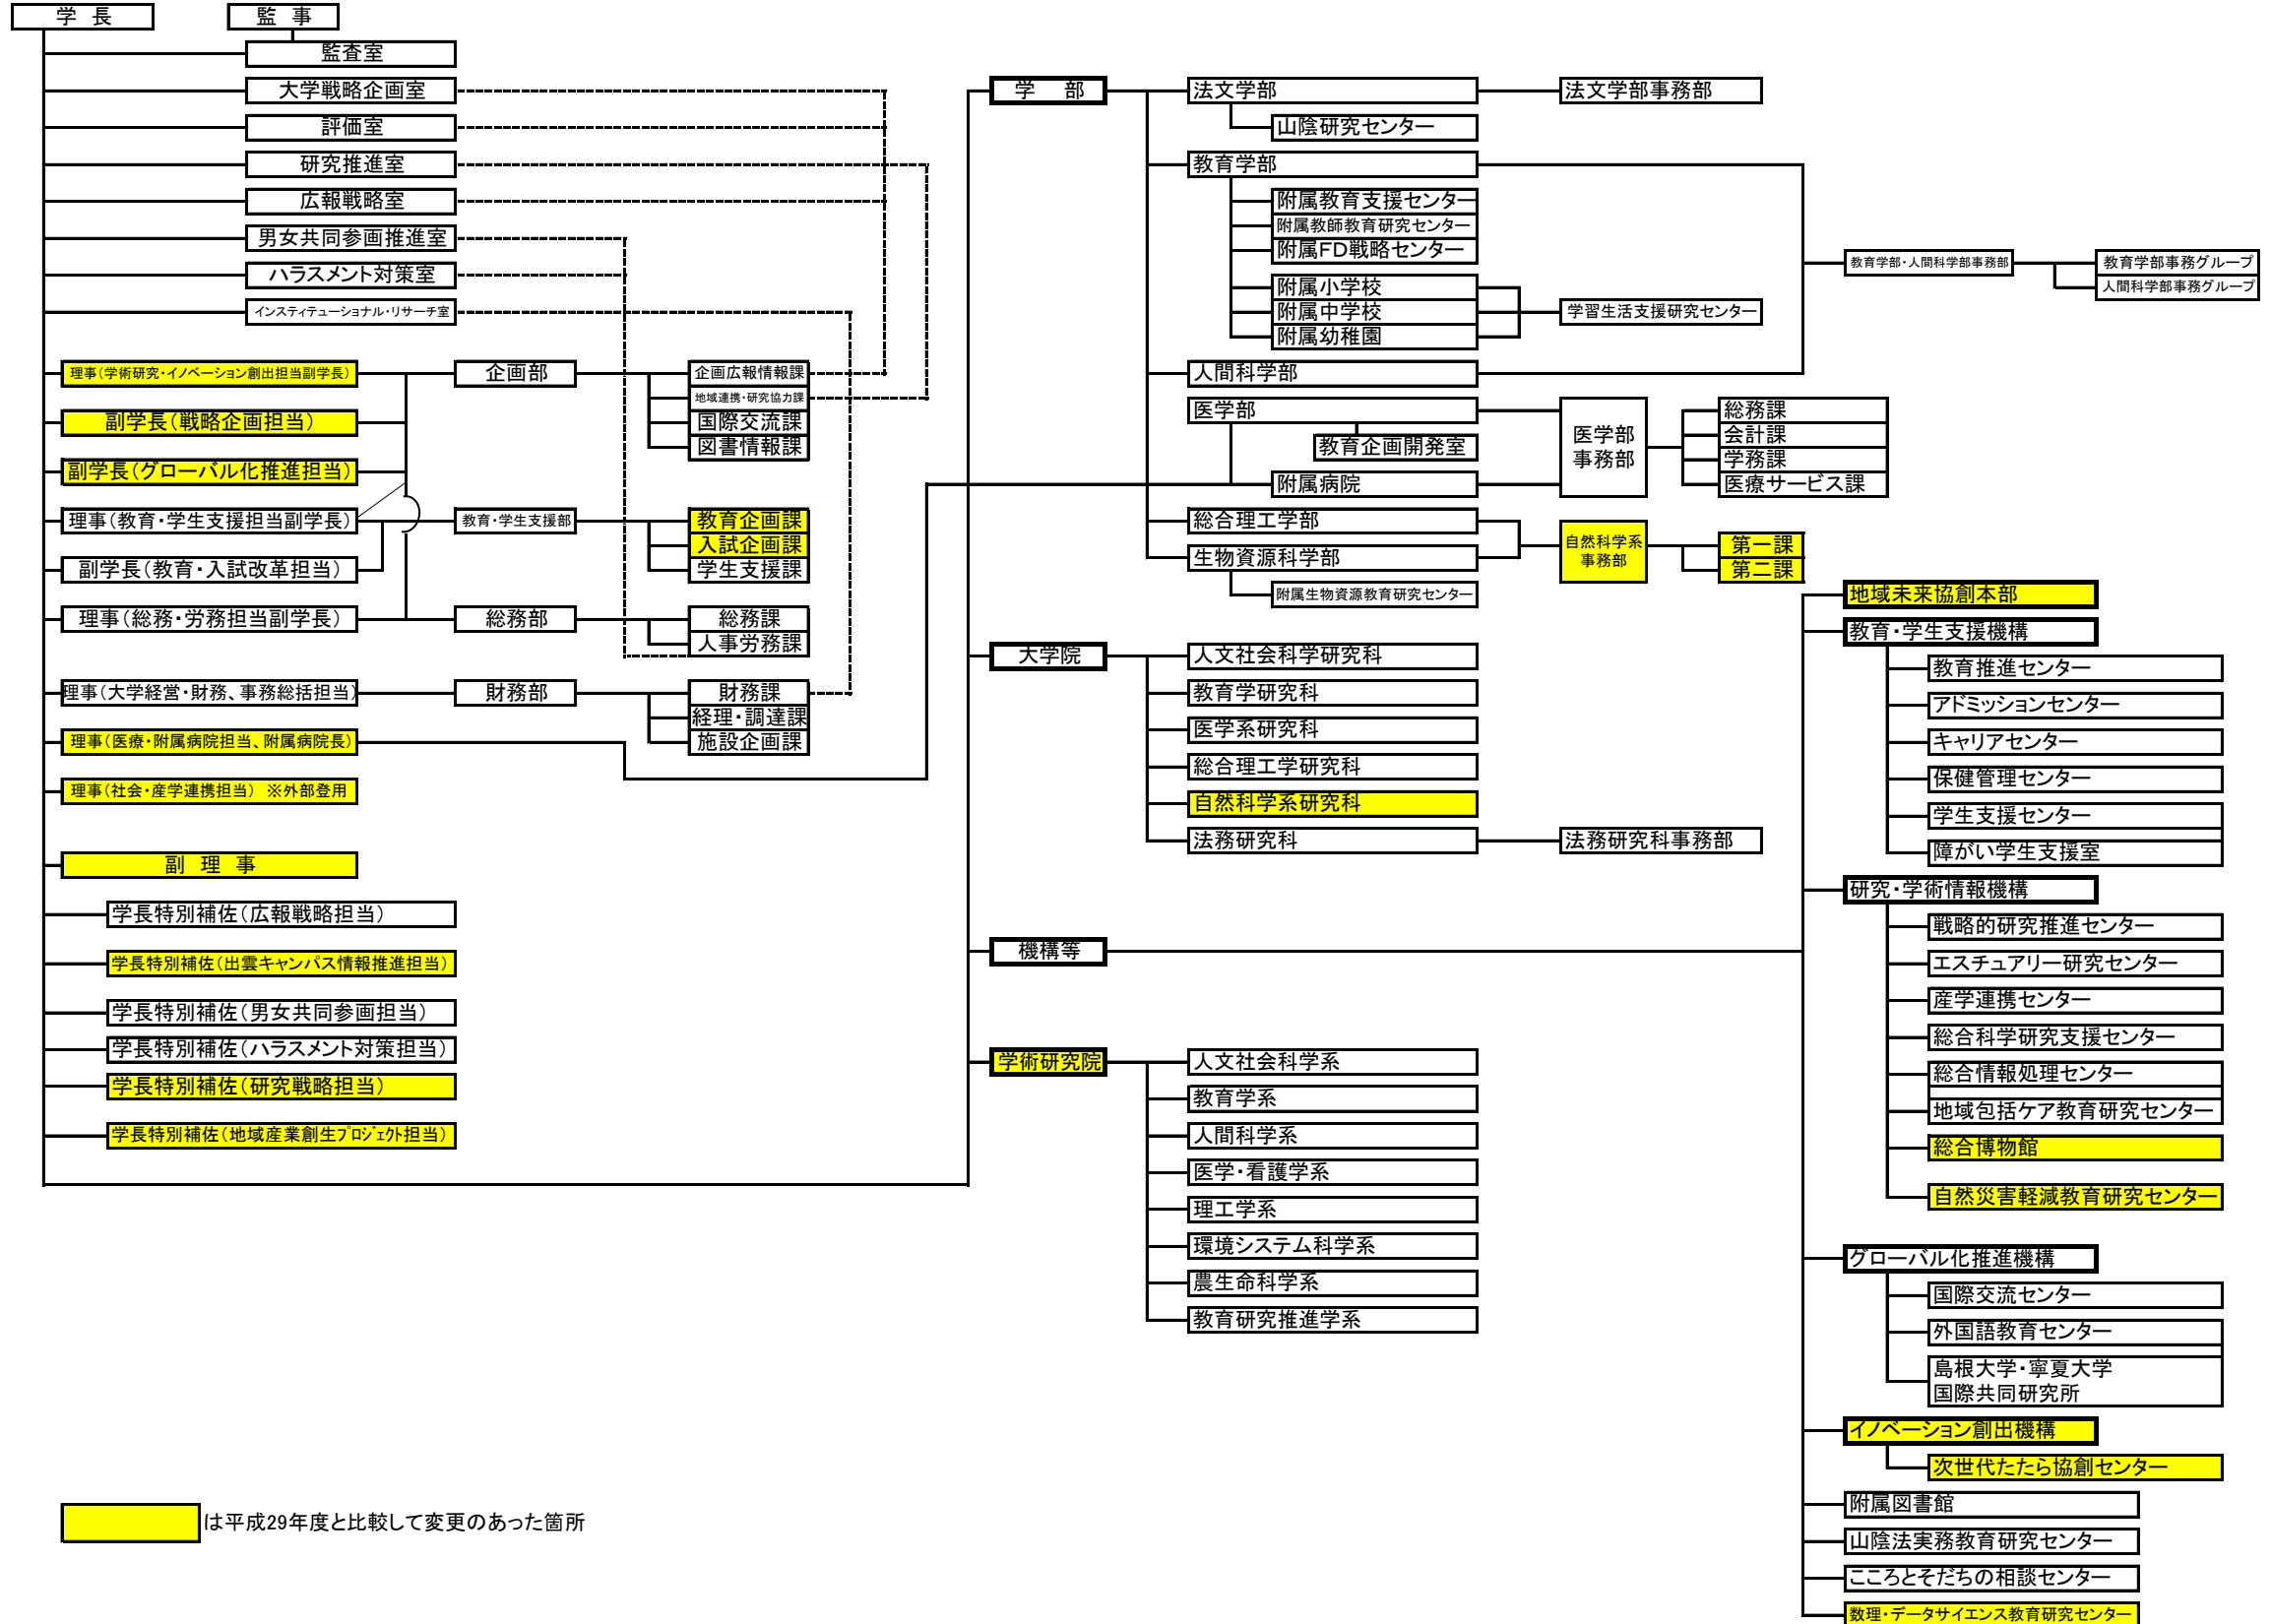 学 長
監 事
監査室
大学戦略企画室
評価室
研究推進室
広報戦略室
男女共同参画推進室
ハラスメント対策室
インスティテューショナル・リサーチ室
理事(学術研究・イノベーション創出担当副学長)
企画部
企画広報情報課
地域連携・研究協力課
国際交流課
図書情報課
副学長(戦略企画担当)
副学長(グローバル化推進担当)
理事(教育・学生支援担当副学長)
教育・学生支援部
教育企画課
入試企画課
学生支援課
副学長(教育・入試改革担当)
理事(総務・労務担当副学長)
総務部
総務課
人事労務課
理事(大学経営・財務、事務総括担当)
財務部
財務課
経理・調達課
施設企画課
理事(医療・附属病院担当、附属病院長)
理事(社会・産学連携担当) ※外部登用
副 理 事
学長特別補佐(広報戦略担当)
学長特別補佐(出雲キャンパス情報推進担当)
学長特別補佐(男女共同参画担当)
学長特別補佐(ハラスメント対策担当)
学長特別補佐(研究戦略担当)
学長特別補佐(地域産業創生プロジェクト担当)
学 部
法文学部
法文学部事務部
山陰研究センター
教育学部
附属教育支援センター
附属教師教育研究センター
附属FD戦略センター
附属小学校
附属中学校
附属幼稚園
学習生活支援研究センター
教育学部・人間科学部事務部
教育学部事務グループ
人間科学部事務グループ
人間科学部
医学部
教育企画開発室
附属病院
医学部
事務部
総務課
会計課
学務課
医療サービス課
総合理工学部
生物資源科学部
附属生物資源教育研究センター
自然科学系
事務部
第一課
第二課
大学院
人文社会科学研究科
教育学研究科
医学系研究科
総合理工学研究科
自然科学系研究科
法務研究科
法務研究科事務部
機構等
学術研究院
人文社会科学系
教育学系
人間科学系
医学・看護学系
理工学系
環境システム科学系
農生命科学系
教育研究推進学系
地域未来協創本部
教育・学生支援機構
教育推進センター
アドミッションセンター
キャリアセンター
保健管理センター
学生支援センター
障がい学生支援室
研究・学術情報機構
戦略的研究推進センター
エスチュアリー研究センター
産学連携センター
総合科学研究支援センター
総合情報処理センター
地域包括ケア教育研究センター
総合博物館
自然災害軽減教育研究センター
グローバル化推進機構
国際交流センター
外国語教育センター
島根大学・寧夏大学
国際共同研究所
イノベーション創出機構
次世代たたら協創センター
附属図書館
山陰法実務教育研究センター
こころとそだちの相談センター
数理・データサイエンス教育研究センター
は平成29年度と比較して変更のあった箇所